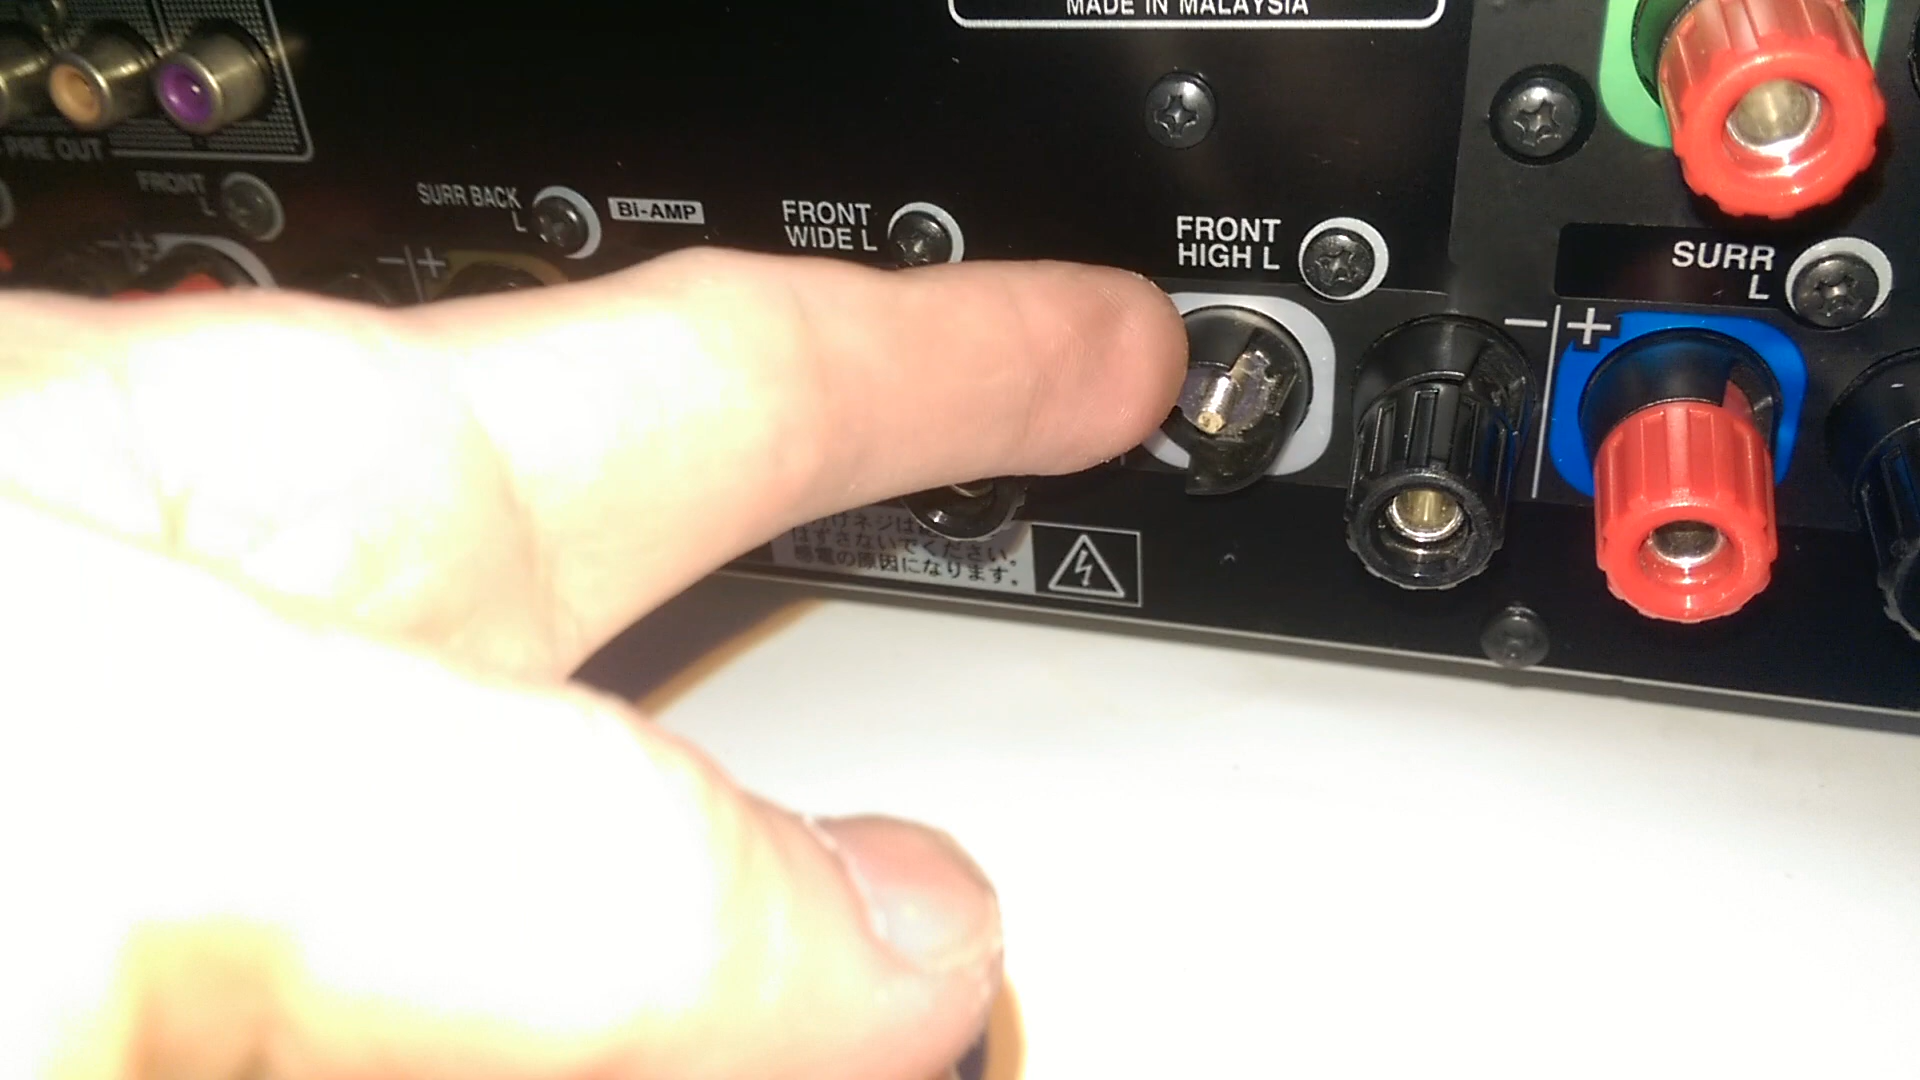 MADE IN MALAYSIA
PRE OUT
FRONT
L
SURR BACK
L
Bi-AMP
FRONT
WIDE L
FRONT
HIGH L
SURR
L
- +
- +
- +
はずさないでください。
感電の原因になります。